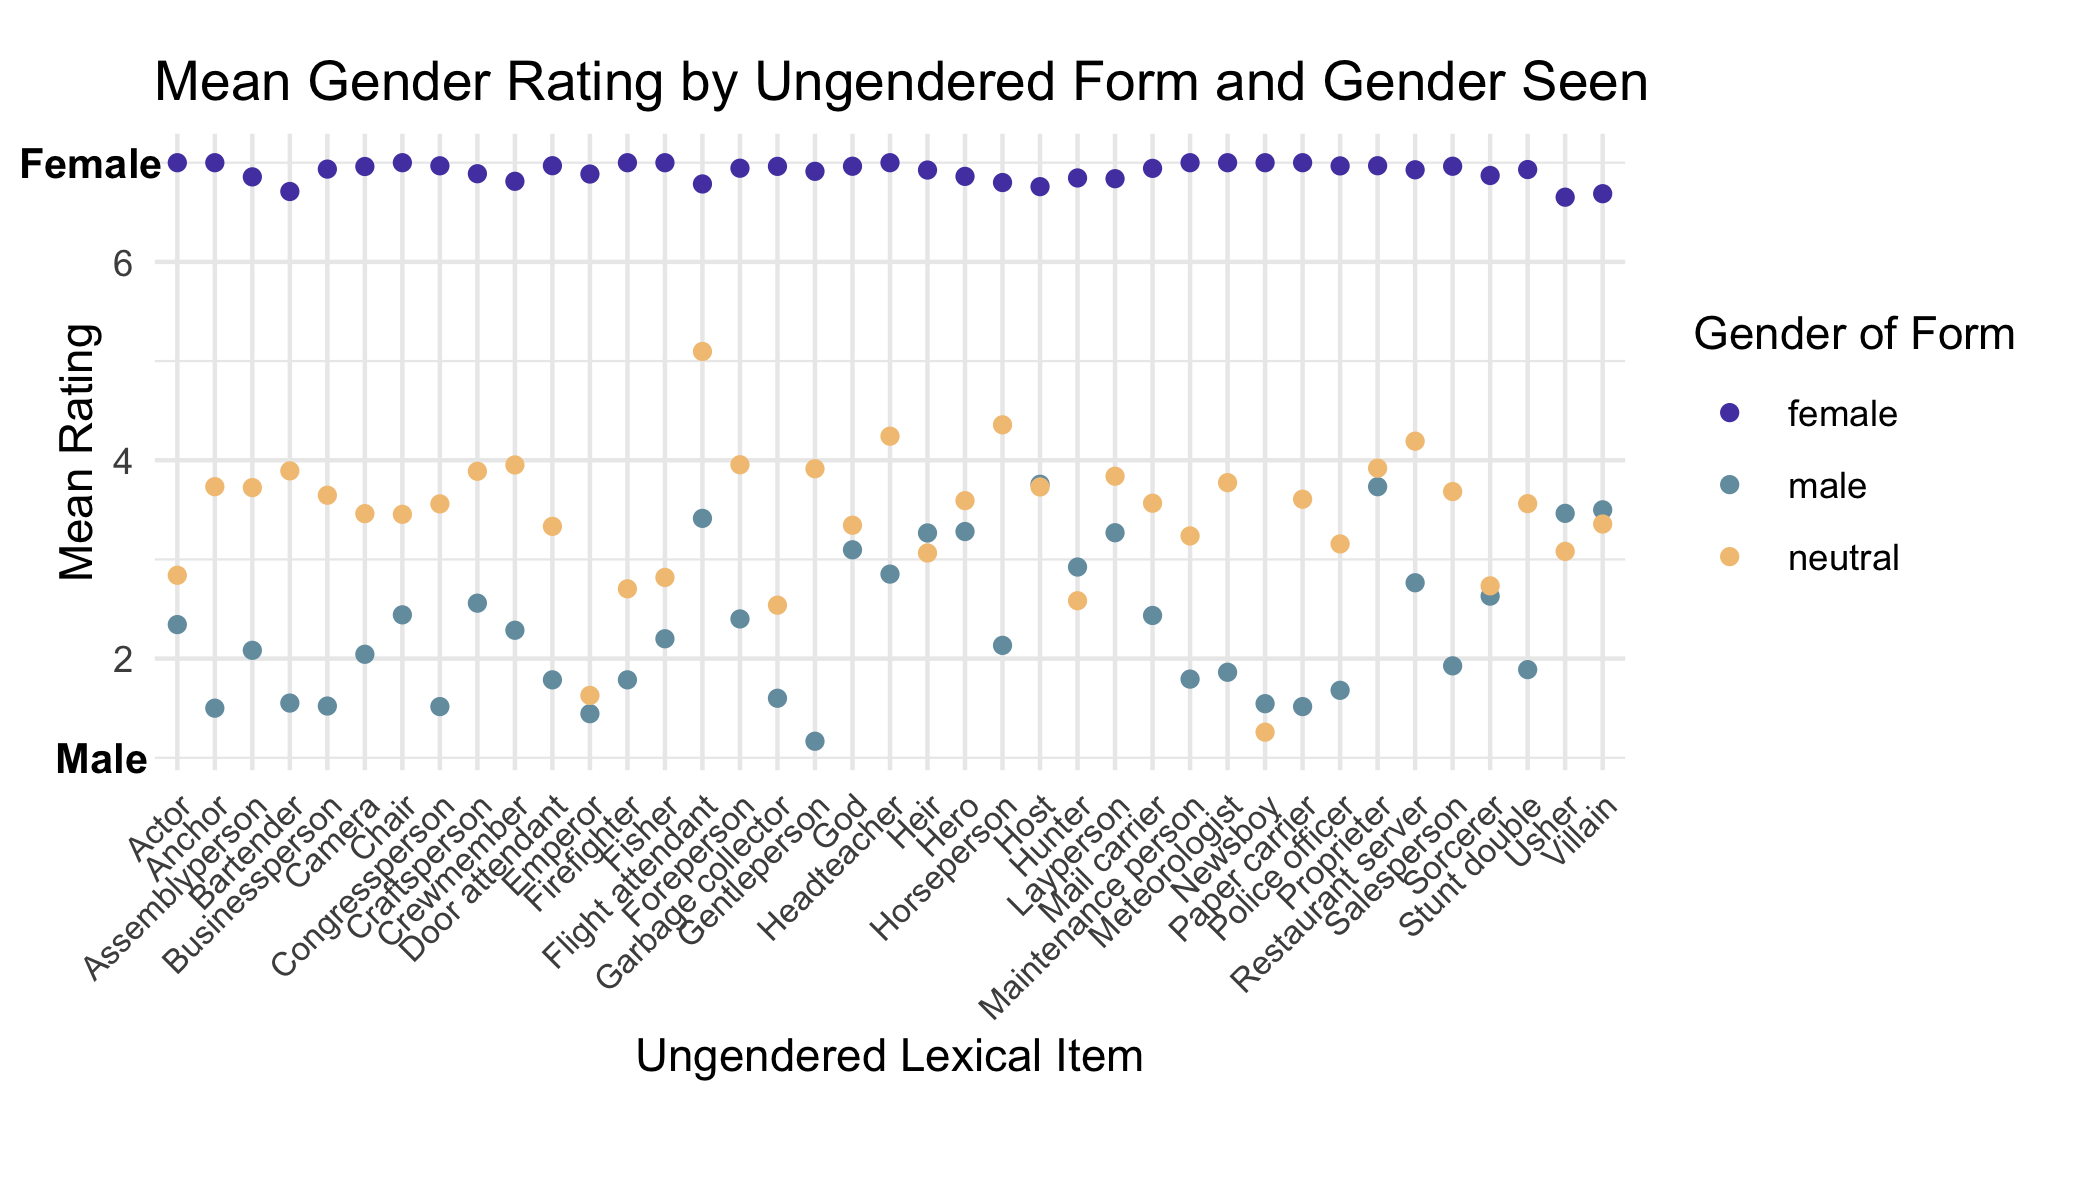 Mean Gender Rating by Ungendered Form and Gender Seen
Female
6
4
2
Male
Mean Rating
Actor
Anchor
Assemblyperson
Bartender
Businessperson
Camera
Chair
Congressperson
Craftsperson
Crewmember
Door attendant
Emperor
Firefighter
Fisher
Flight attendant
Foreperson
Garbage collector
Gentleperson
God
Headteacher
Heir
Hero
Horseperson
Host
Hunter
Layperson
Mail carrier
Maintenance person
Meteorologist
Newsboy
Paper carrier
Police officer
Proprieter
Restaurant server
Salesperson
Sorcerer
Stunt double
Usher
Villain
Ungendered Lexical Item
Gender of Form
female
male
neutral